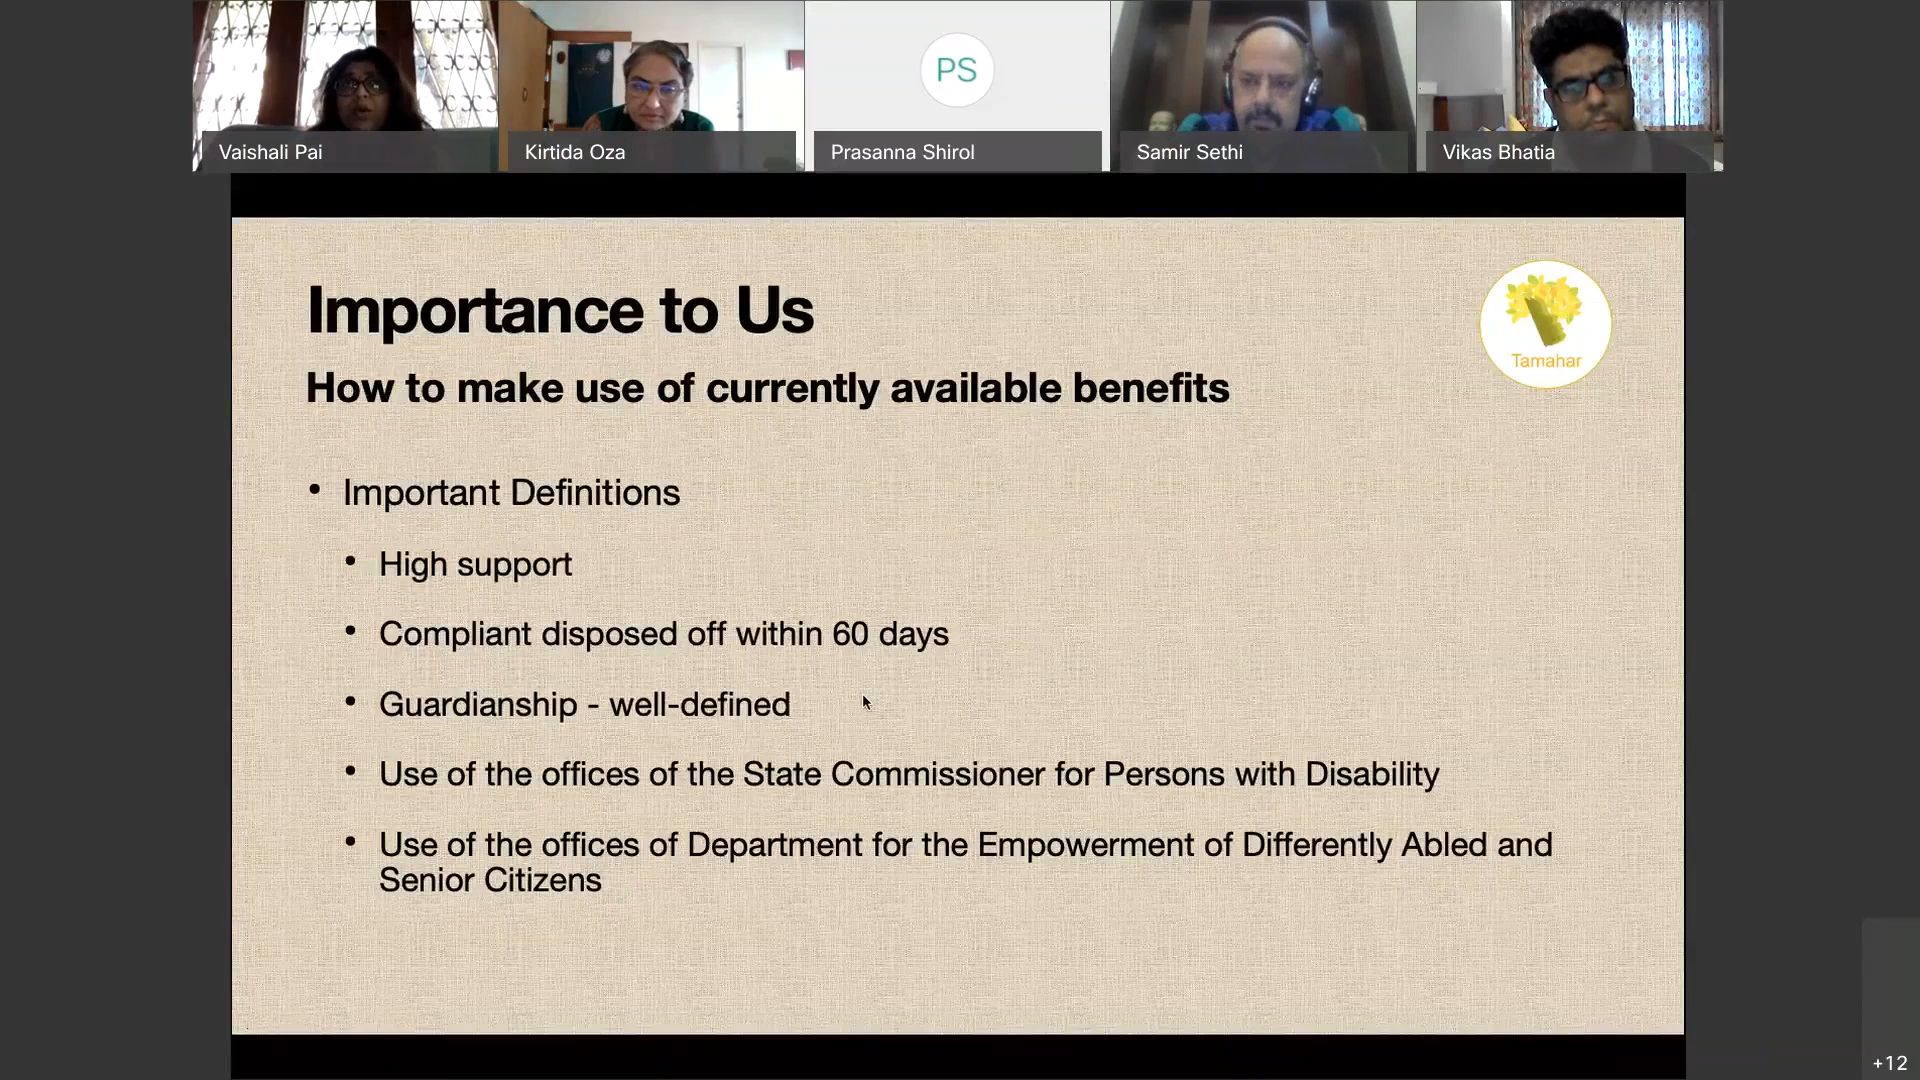 Vaishali Pai
Kirtida Oza
PS
Prasanna Shirol
Samir Sethi
Vikas Bhatia
Importance to Us
Tamahar
How to make use of currently available benefits
• Important Definitions
• High support
• Compliant disposed off within 60 days
• Guardianship - well-defined
• Use of the offices of the State Commissioner for Persons with Disability
• Use of the offices of Department for the Empowerment of Differently Abled and
Senior Citizens
+12